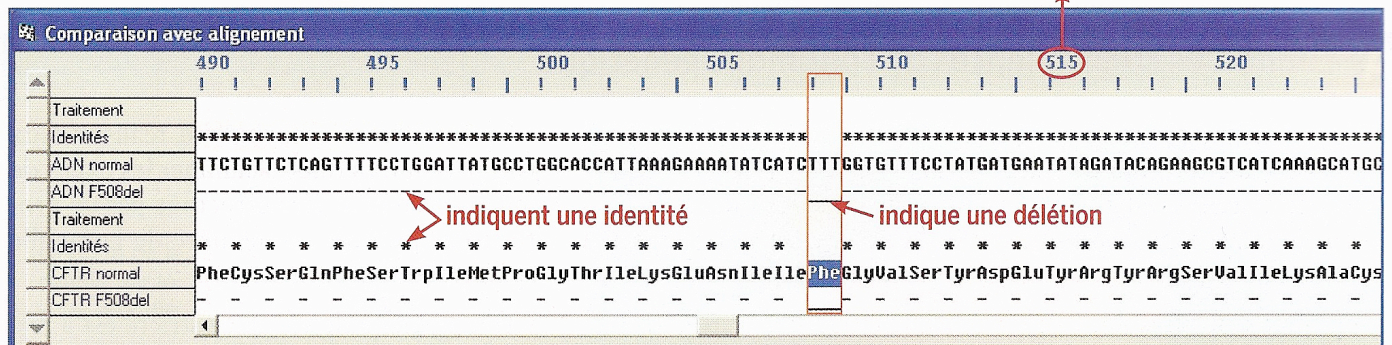 Comparaison avec alignement
490 495 500 505 510 515 520
Traitement
Identités ****************************************************** ************************************************
ADN normal TTCTGTTCTCAGTTTTCCTGGATTATGCCTGGCACCATTAAAGAAAATATCATCTTTGGTGTTTCCTATGATGAATATAGATACAGAAGCGTCATCAAAGCATGC
ADN F508del ------------------------------------------------------ ------------------------------------------------
Traitement indiquent une identité indique une délétion
Identités * * * * * * * * * * * * * * * * * * * * * * * * * * * * * * * * * *
CFTR normal PheCysSerGlnPheSerTrpIleMetProGlyThrIleLysGluAsnIleIlePheGlyValSerTyrAspGluTyrArgTyrArgSerValIleLysAlaCys
CFTR F508del - - - - - - - - - - - - - - - - - - - - - - - - - - - - - - - - - -